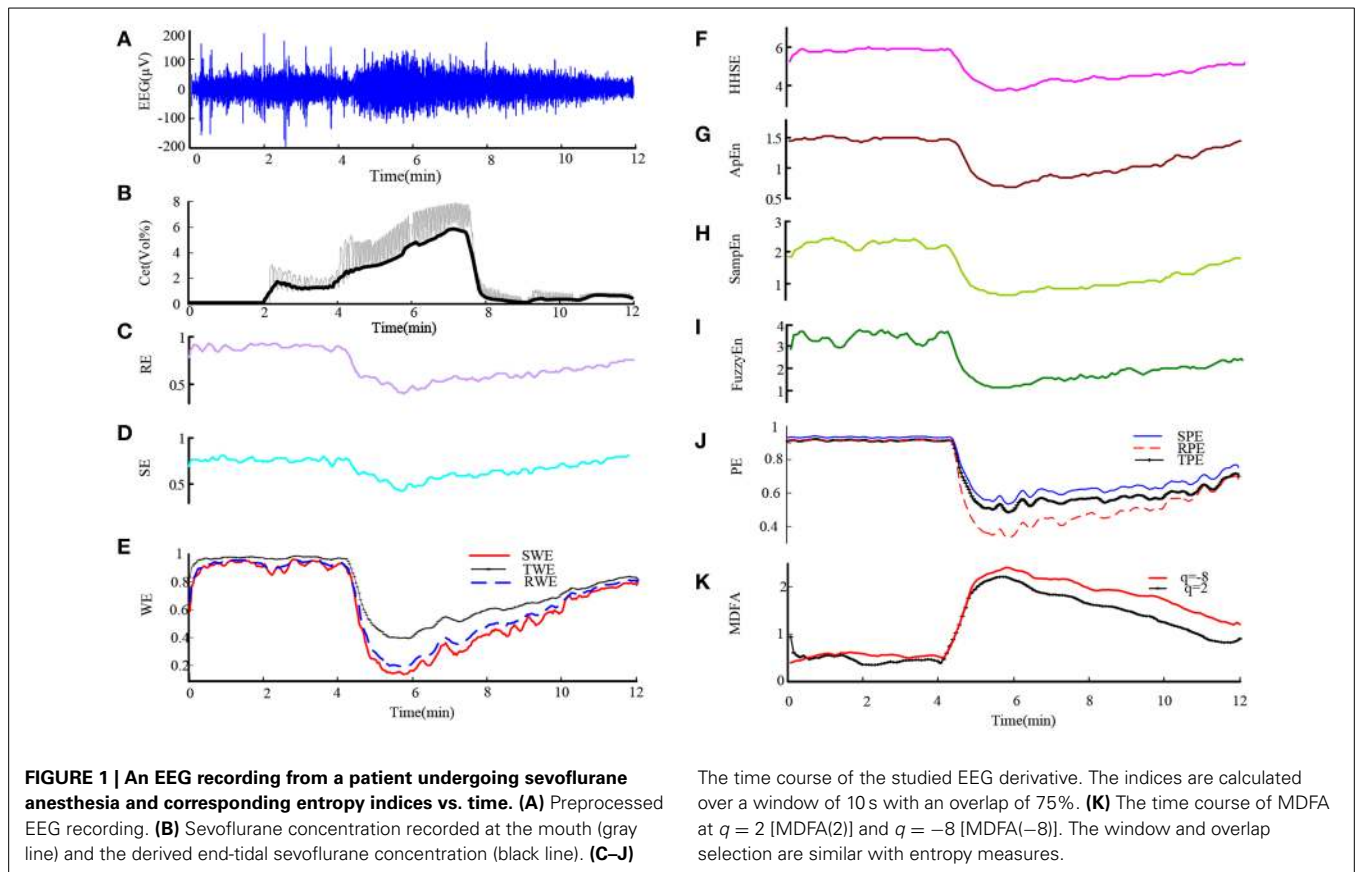 A
EEG(µV)
200
100
0
-100
-200
0 2 4 6 8 10 12
Time(min)
B
Cet(Vol%)
8
6
4
2
0
0 2 4 6 8 10 12
Time(min)
C
RE
1
0.5
D
SE
1
0.5
E
WE
1
0.8
0.6
0.4
0.2
SWE
TWE
RWE
0 2 4 6 8 10 12
Time(min)
F
HHSE
6
4
G
ApEn
1.5
1
0.5
H
SampEn
3
2
1
I
FuzzyEn
4
3
2
1
J
PE
1
0.8
0.6
0.4
SPE
RPE
TPE
K
MDFA
2
1
0
q=-8
q=2
0 2 4 6 8 10 12
Time(min)
FIGURE 1 | An EEG recording from a patient undergoing sevoflurane
anesthesia and corresponding entropy indices vs. time. (A) Preprocessed
EEG recording. (B) Sevoflurane concentration recorded at the mouth (gray
line) and the derived end-tidal sevoflurane concentration (black line). (C–J)
The time course of the studied EEG derivative. The indices are calculated
over a window of 10 s with an overlap of 75%. (K) The time course of MDFA
at q = 2 [MDFA(2)] and q = −8 [MDFA(−8)]. The window and overlap
selection are similar with entropy measures.